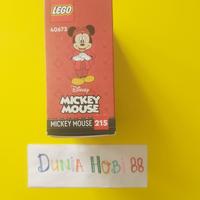 LEGO
40673
Disney
MICKEY
MOUSE
MICKEY MOUSE 215
DUNIA HOBI 88